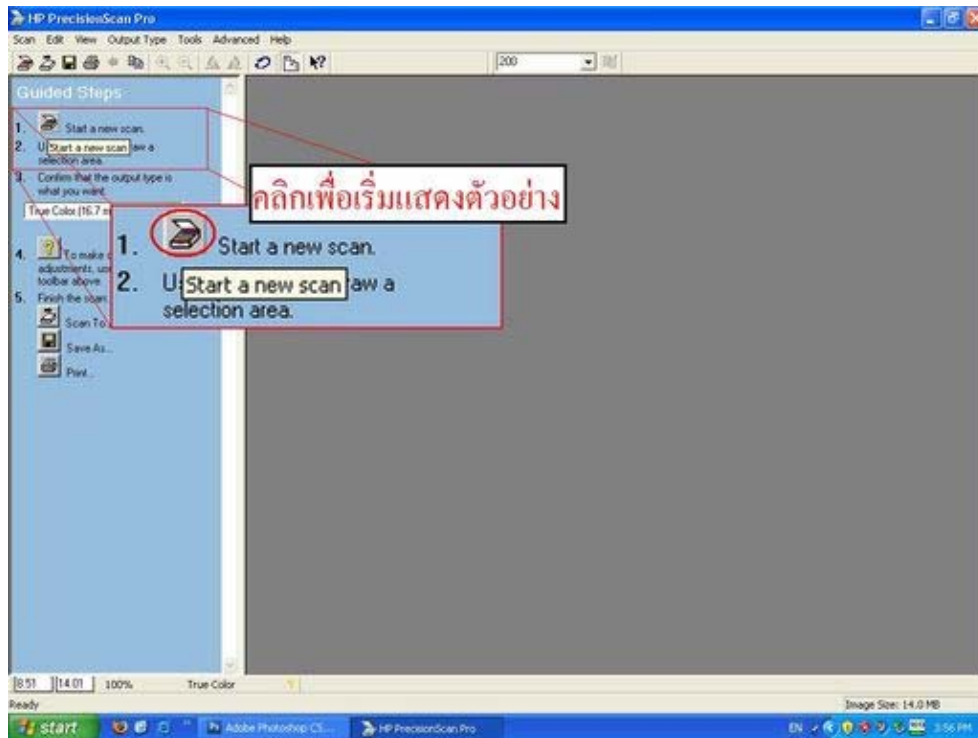 HP PrecisionScan Pro
Scan Edit View Output Type Tools Advanced Help
200
Guided Steps
1. Start a new scan.
2. U Start a new scan aw a
selection area.
3. Confirm that the output type is
what you want.
True Color (16.7 m
คลิกเพื่อเริ่มแสดงตัวอย่าง
1. Start a new scan.
2. U Start a new scan raw a
selection area.
4. To make
adjustments, us
toolbar above.
5. Finish the scan.
Scan To
Save As...
Print...
8.51 14.01 100% True Color
Ready Image Size: 14.0 MB
start Adobe Photoshop CS... HP PrecisionScan Pro EN 3:56 PM